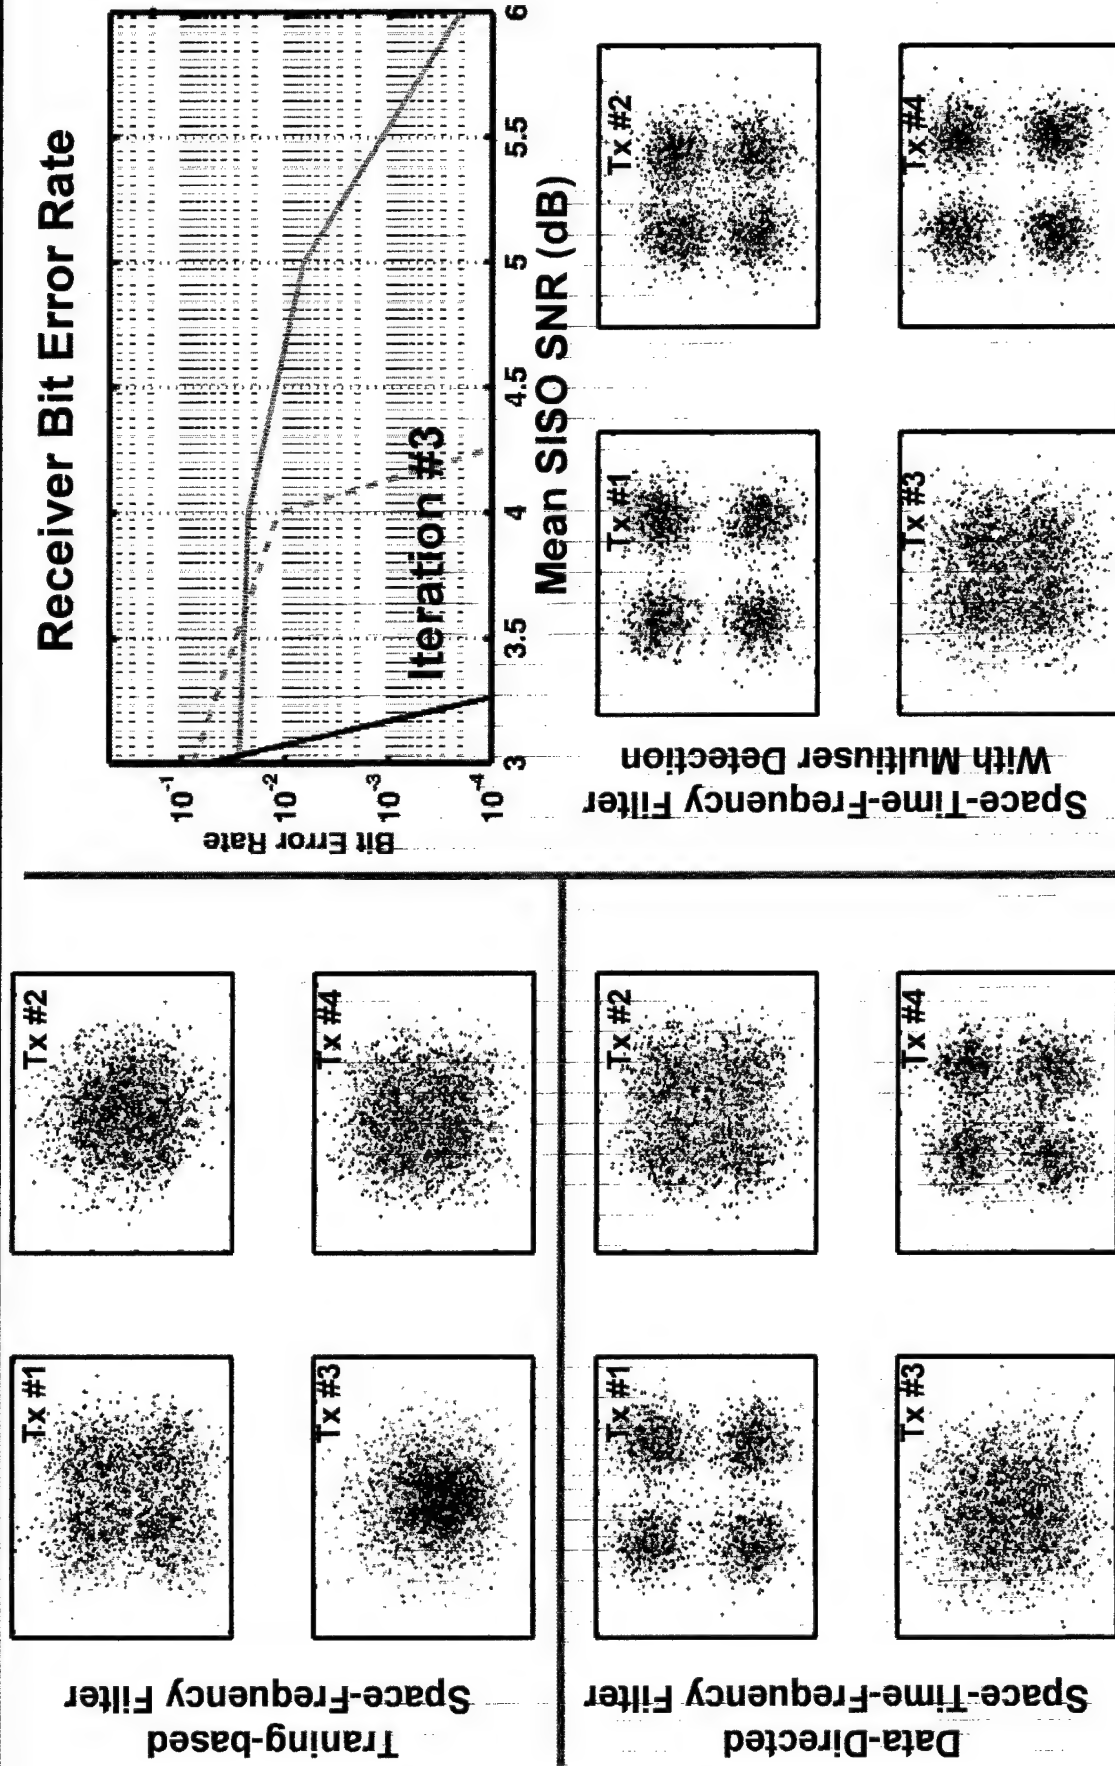 Traning-based
Space-Frequency Filter
Tx #1
Tx #2
Tx #3
Tx #4
Data-Directed
Space-Time-Frequency Filter
Tx #1
Tx #2
Tx #3
Tx #4
Receiver Bit Error Rate
Bit Error Rate
10-1
10-2
10-3
10-4
Iteration #3
3
3.5
4
4.5
5
5.5
6
Mean SISO SNR (dB)
Space-Time-Frequency Filter
With Multiuser Detection
Tx #1
Tx #2
Tx #3
Tx #4